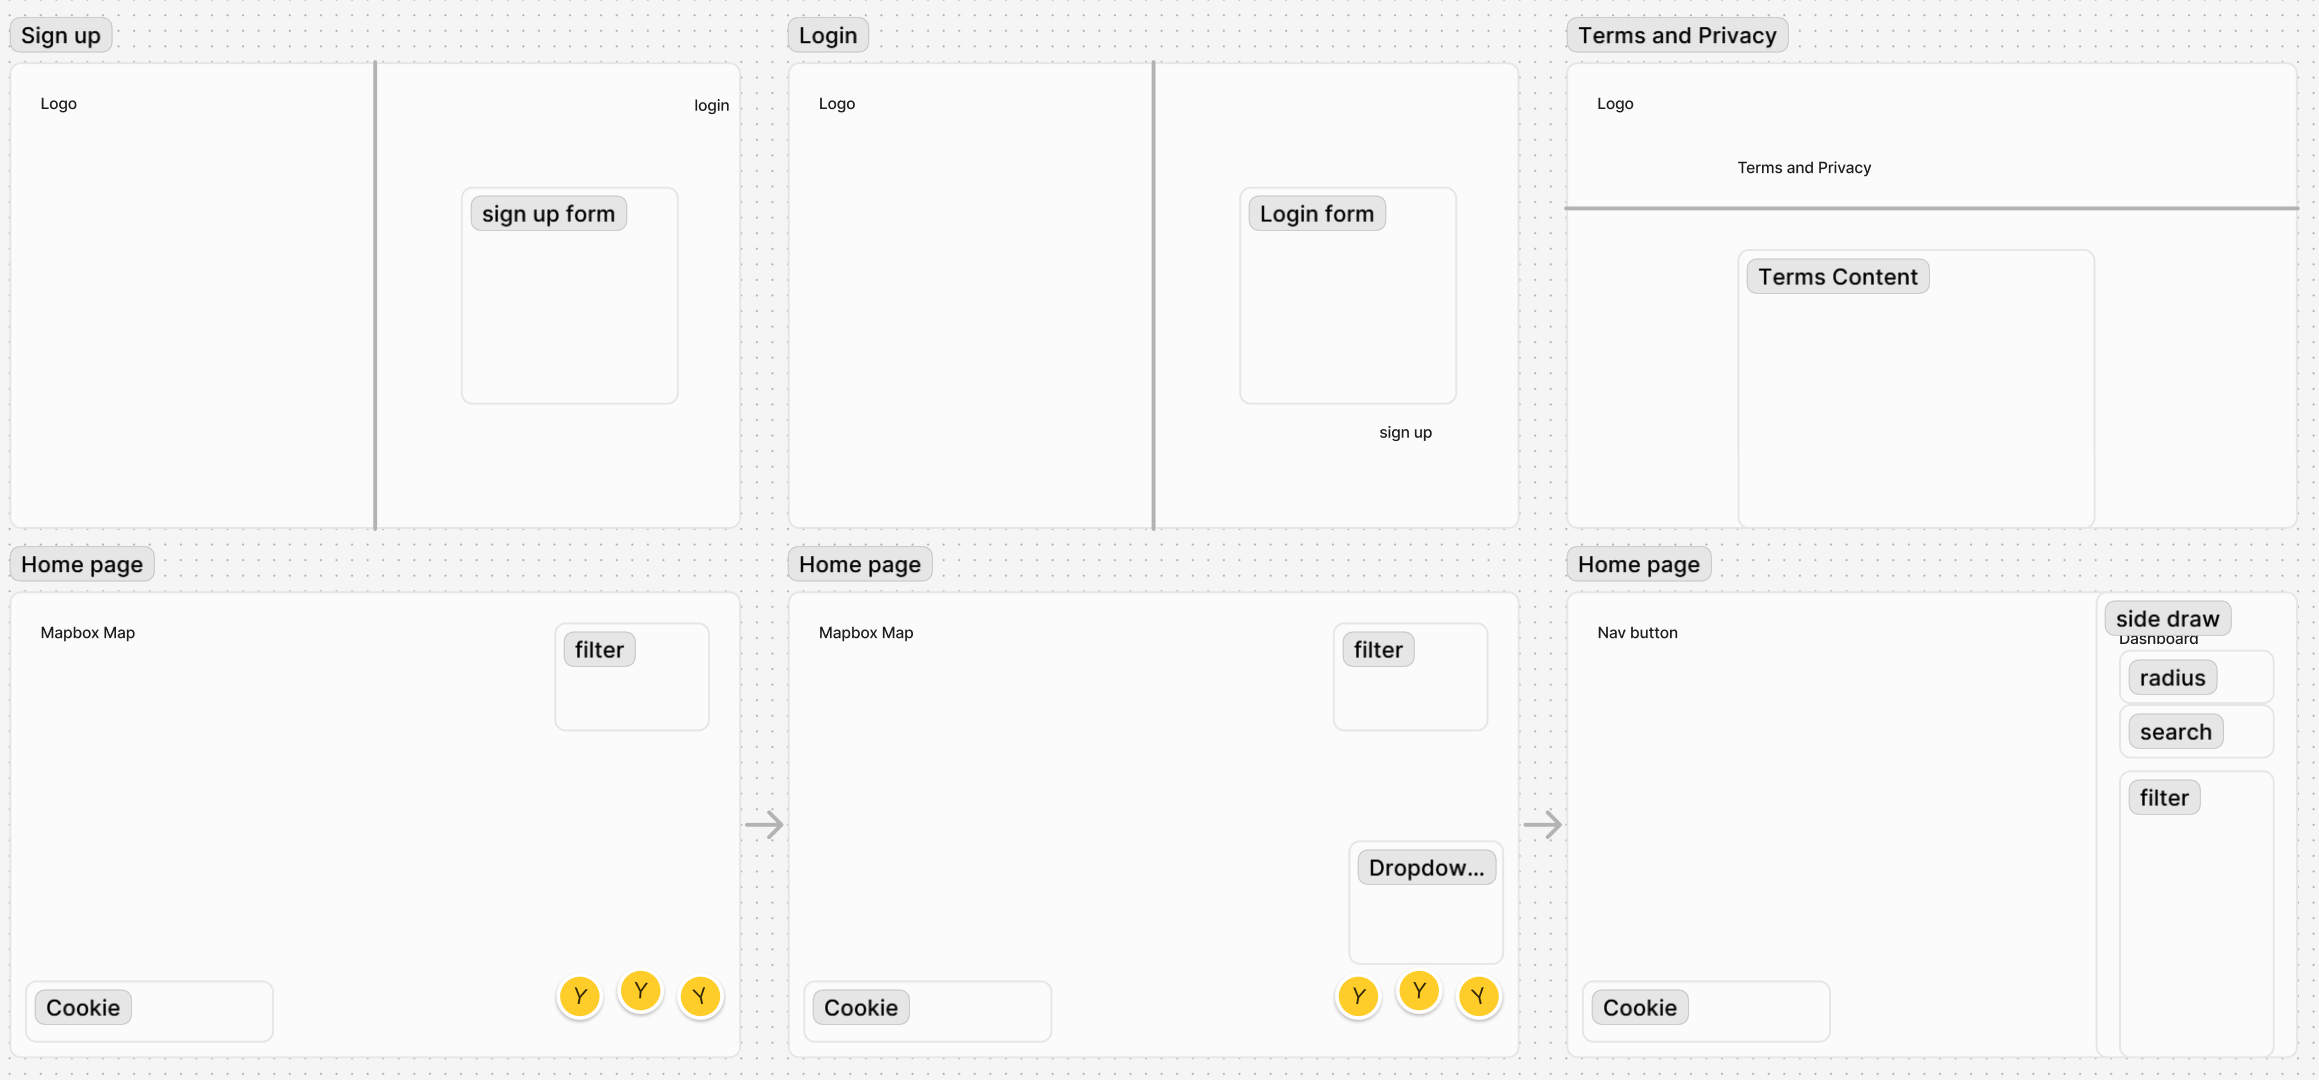 Sign up
Logo
login
sign up form
Login
Logo
Login form
sign up
Terms and Privacy
Logo
Terms and Privacy
Terms Content
Home page
Mapbox Map
filter
Cookie
Y
Y
Y
Home page
Mapbox Map
filter
Dropdow...
Cookie
Y
Y
Y
Home page
Nav button
side draw
Dashboard
radius
search
filter
Cookie